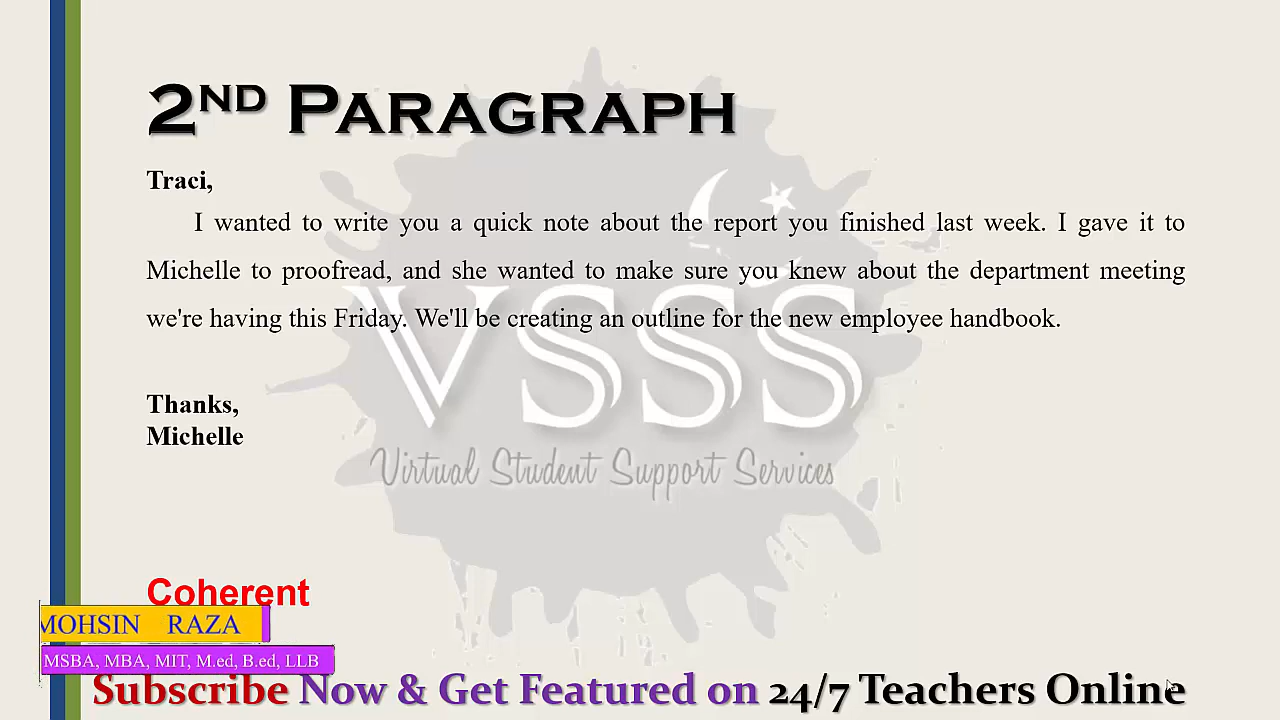 2ND PARAGRAPH
Traci,
I wanted to write you a quick note about the report you finished last week. I gave it to
Michelle to proofread, and she wanted to make sure you knew about the department meeting
we're having this Friday. We'll be creating an outline for the new employee handbook.
VSSS
Thanks,
Michelle
Virtual Student Support Services
Coherent
MOHSIN RAZA
MSBA, MBA, MIT, M.ed, B.ed, LLB
Subscribe Now & Get Featured on 24/7 Teachers Online